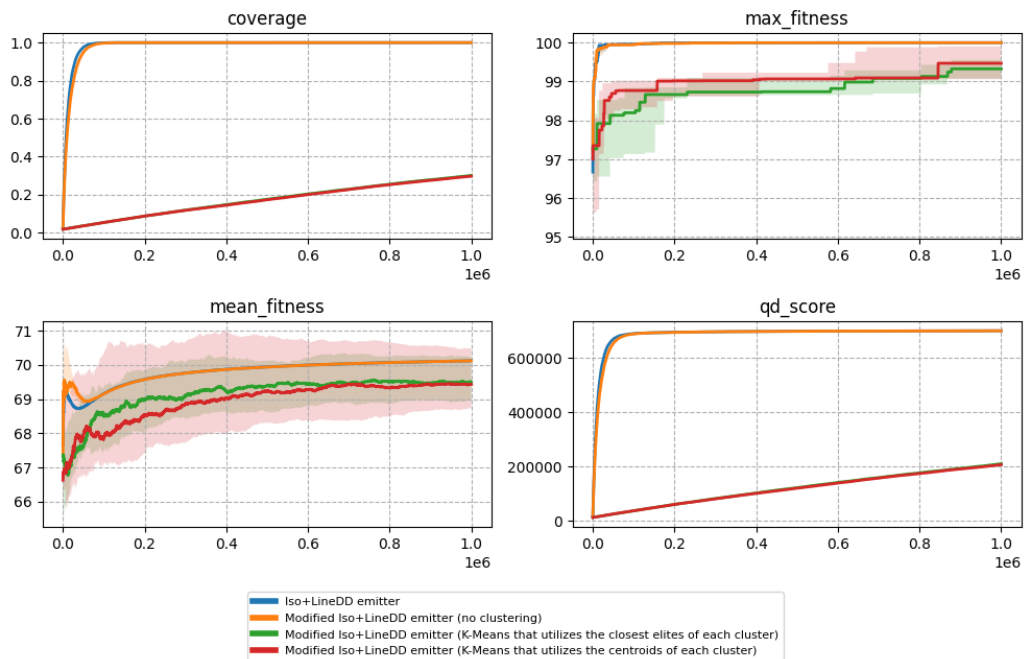 coverage
1.0
0.8
0.6
0.4
0.2
0.0
0.0 0.2 0.4 0.6 0.8 1.0
1e6
max_fitness
100
99
98
97
96
95
0.0 0.2 0.4 0.6 0.8 1.0
1e6
mean_fitness
71
70
69
68
67
66
0.0 0.2 0.4 0.6 0.8 1.0
1e6
qd_score
600000
400000
200000
0
0.0 0.2 0.4 0.6 0.8 1.0
1e6
Iso+LineDD emitter
Modified Iso+LineDD emitter (no clustering)
Modified Iso+LineDD emitter (K-Means that utilizes the closest elites of each cluster)
Modified Iso+LineDD emitter (K-Means that utilizes the centroids of each cluster)